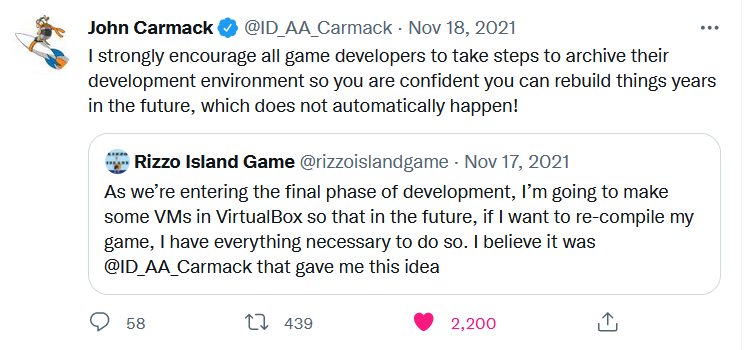 John Carmack @ID_AA_Carmack · Nov 18, 2021
I strongly encourage all game developers to take steps to archive their
development environment so you are confident you can rebuild things years
in the future, which does not automatically happen!
Rizzo Island Game @rizzoislandgame · Nov 17, 2021
As we’re entering the final phase of development, I’m going to make
some VMs in VirtualBox so that in the future, if I want to re-compile my
game, I have everything necessary to do so. I believe it was
@ID_AA_Carmack that gave me this idea
58 439 2,200